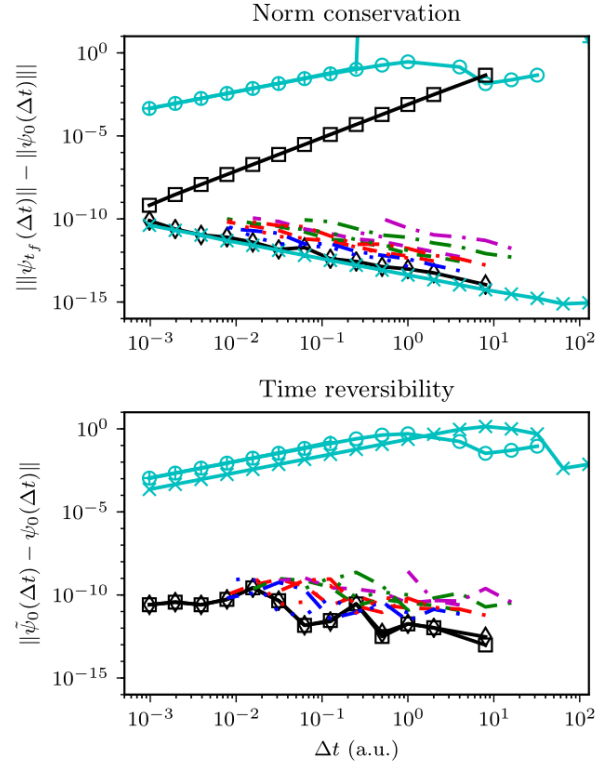 Norm conservation
|||ψ_{t_f}(Δt)|| − ||ψ_0(Δt)|||
10^0
10^{−5}
10^{−10}
10^{−15}
10^{−3} 10^{−2} 10^{−1} 10^0 10^1 10^2
Time reversibility
||ψ̃_0(Δt) − ψ_0(Δt)||
10^0
10^{−5}
10^{−10}
10^{−15}
10^{−3} 10^{−2} 10^{−1} 10^0 10^1 10^2
Δt (a.u.)